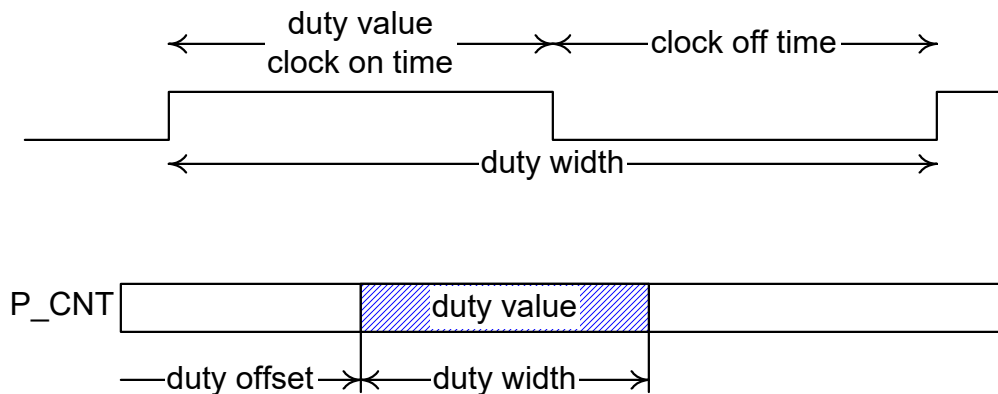 duty value
clock on time
clock off time
duty width
P_CNT
duty value
duty offset
duty width